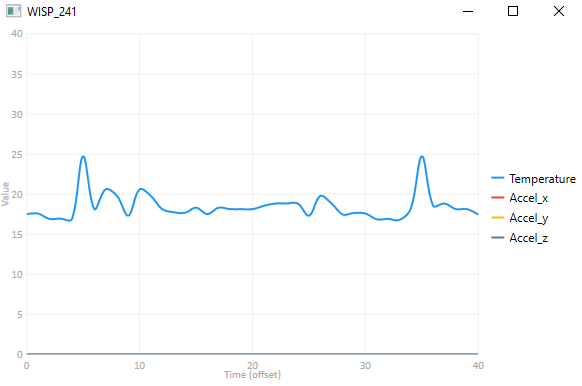 WISP_241
40
35
30
25
20
15
10
5
0
Value
0 10 20 30 40
Time (offset)
Temperature
Accel_x
Accel_y
Accel_z